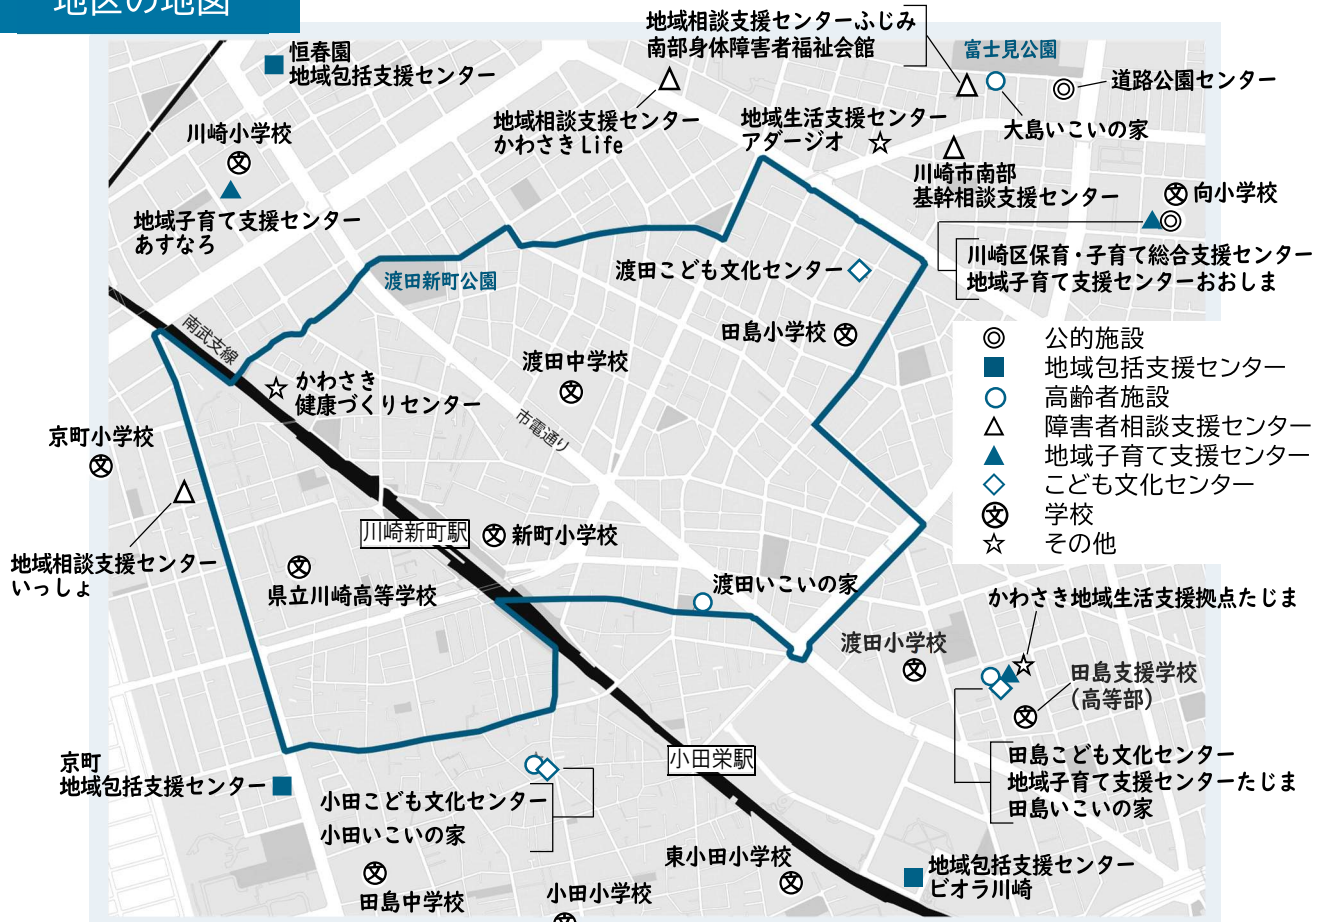 地区の地図
恒春園
地域包括支援センター
地域相談支援センターふじみ
南部身体障害者福祉会館
富士見公園
道路公園センター
大島いこいの家
川崎小学校
地域子育て支援センター
あすなろ
地域相談支援センター
かわさきLife
地域生活支援センター
アダージオ
川崎市南部
基幹相談支援センター
向小学校
川崎区保育・子育て総合支援センター
地域子育て支援センターおおしま
渡田新町公園
渡田こども文化センター
田島小学校
南武支線
かわさき
健康づくりセンター
渡田中学校
市電通り
公的施設
地域包括支援センター
高齢者施設
障害者相談支援センター
地域子育て支援センター
こども文化センター
学校
その他
京町小学校
地域相談支援センター
いっしょ
川崎新町駅
新町小学校
県立川崎高等学校
渡田いこいの家
かわさき地域生活支援拠点たじま
渡田小学校
田島支援学校
(高等部)
京町
地域包括支援センター
小田栄駅
小田こども文化センター
小田いこいの家
田島こども文化センター
地域子育て支援センターたじま
田島いこいの家
東小田小学校
地域包括支援センター
ビオラ川崎
田島中学校
小田小学校